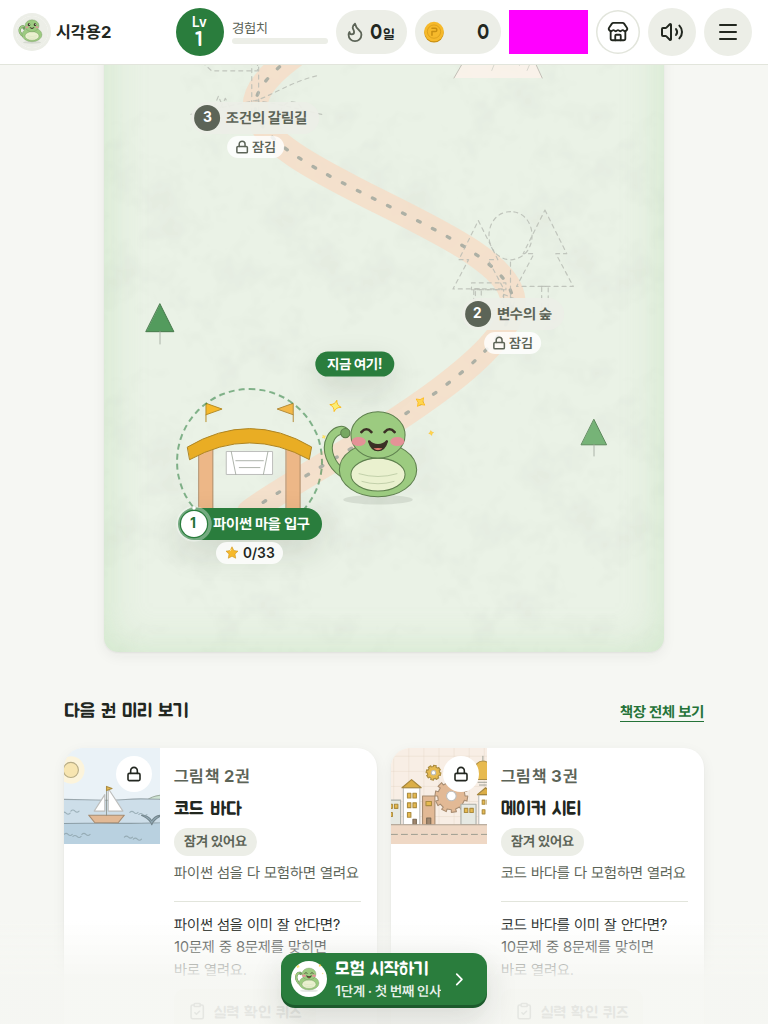 시각용2
Lv
1
경험치
0일
0
3 조건의 갈림길
잠김
2 변수의 숲
잠김
지금 여기!
1 파이썬 마을 입구
0/33
다음 권 미리 보기
책장 전체 보기
그림책 2권
코드 바다
잠겨 있어요
파이썬 섬을 다 모험하면 열려요
파이썬 섬을 이미 잘 안다면?
10문제 중 8문제를 맞히면
바로 열려요.
실력 확인 퀴즈
그림책 3권
메이커 시티
잠겨 있어요
코드 바다를 다 모험하면 열려요
코드 바다를 이미 잘 안다면?
10문제 중 8문제를 맞히면
바로 열려요.
실력 확인 퀴즈
모험 시작하기
1단계 · 첫 번째 인사